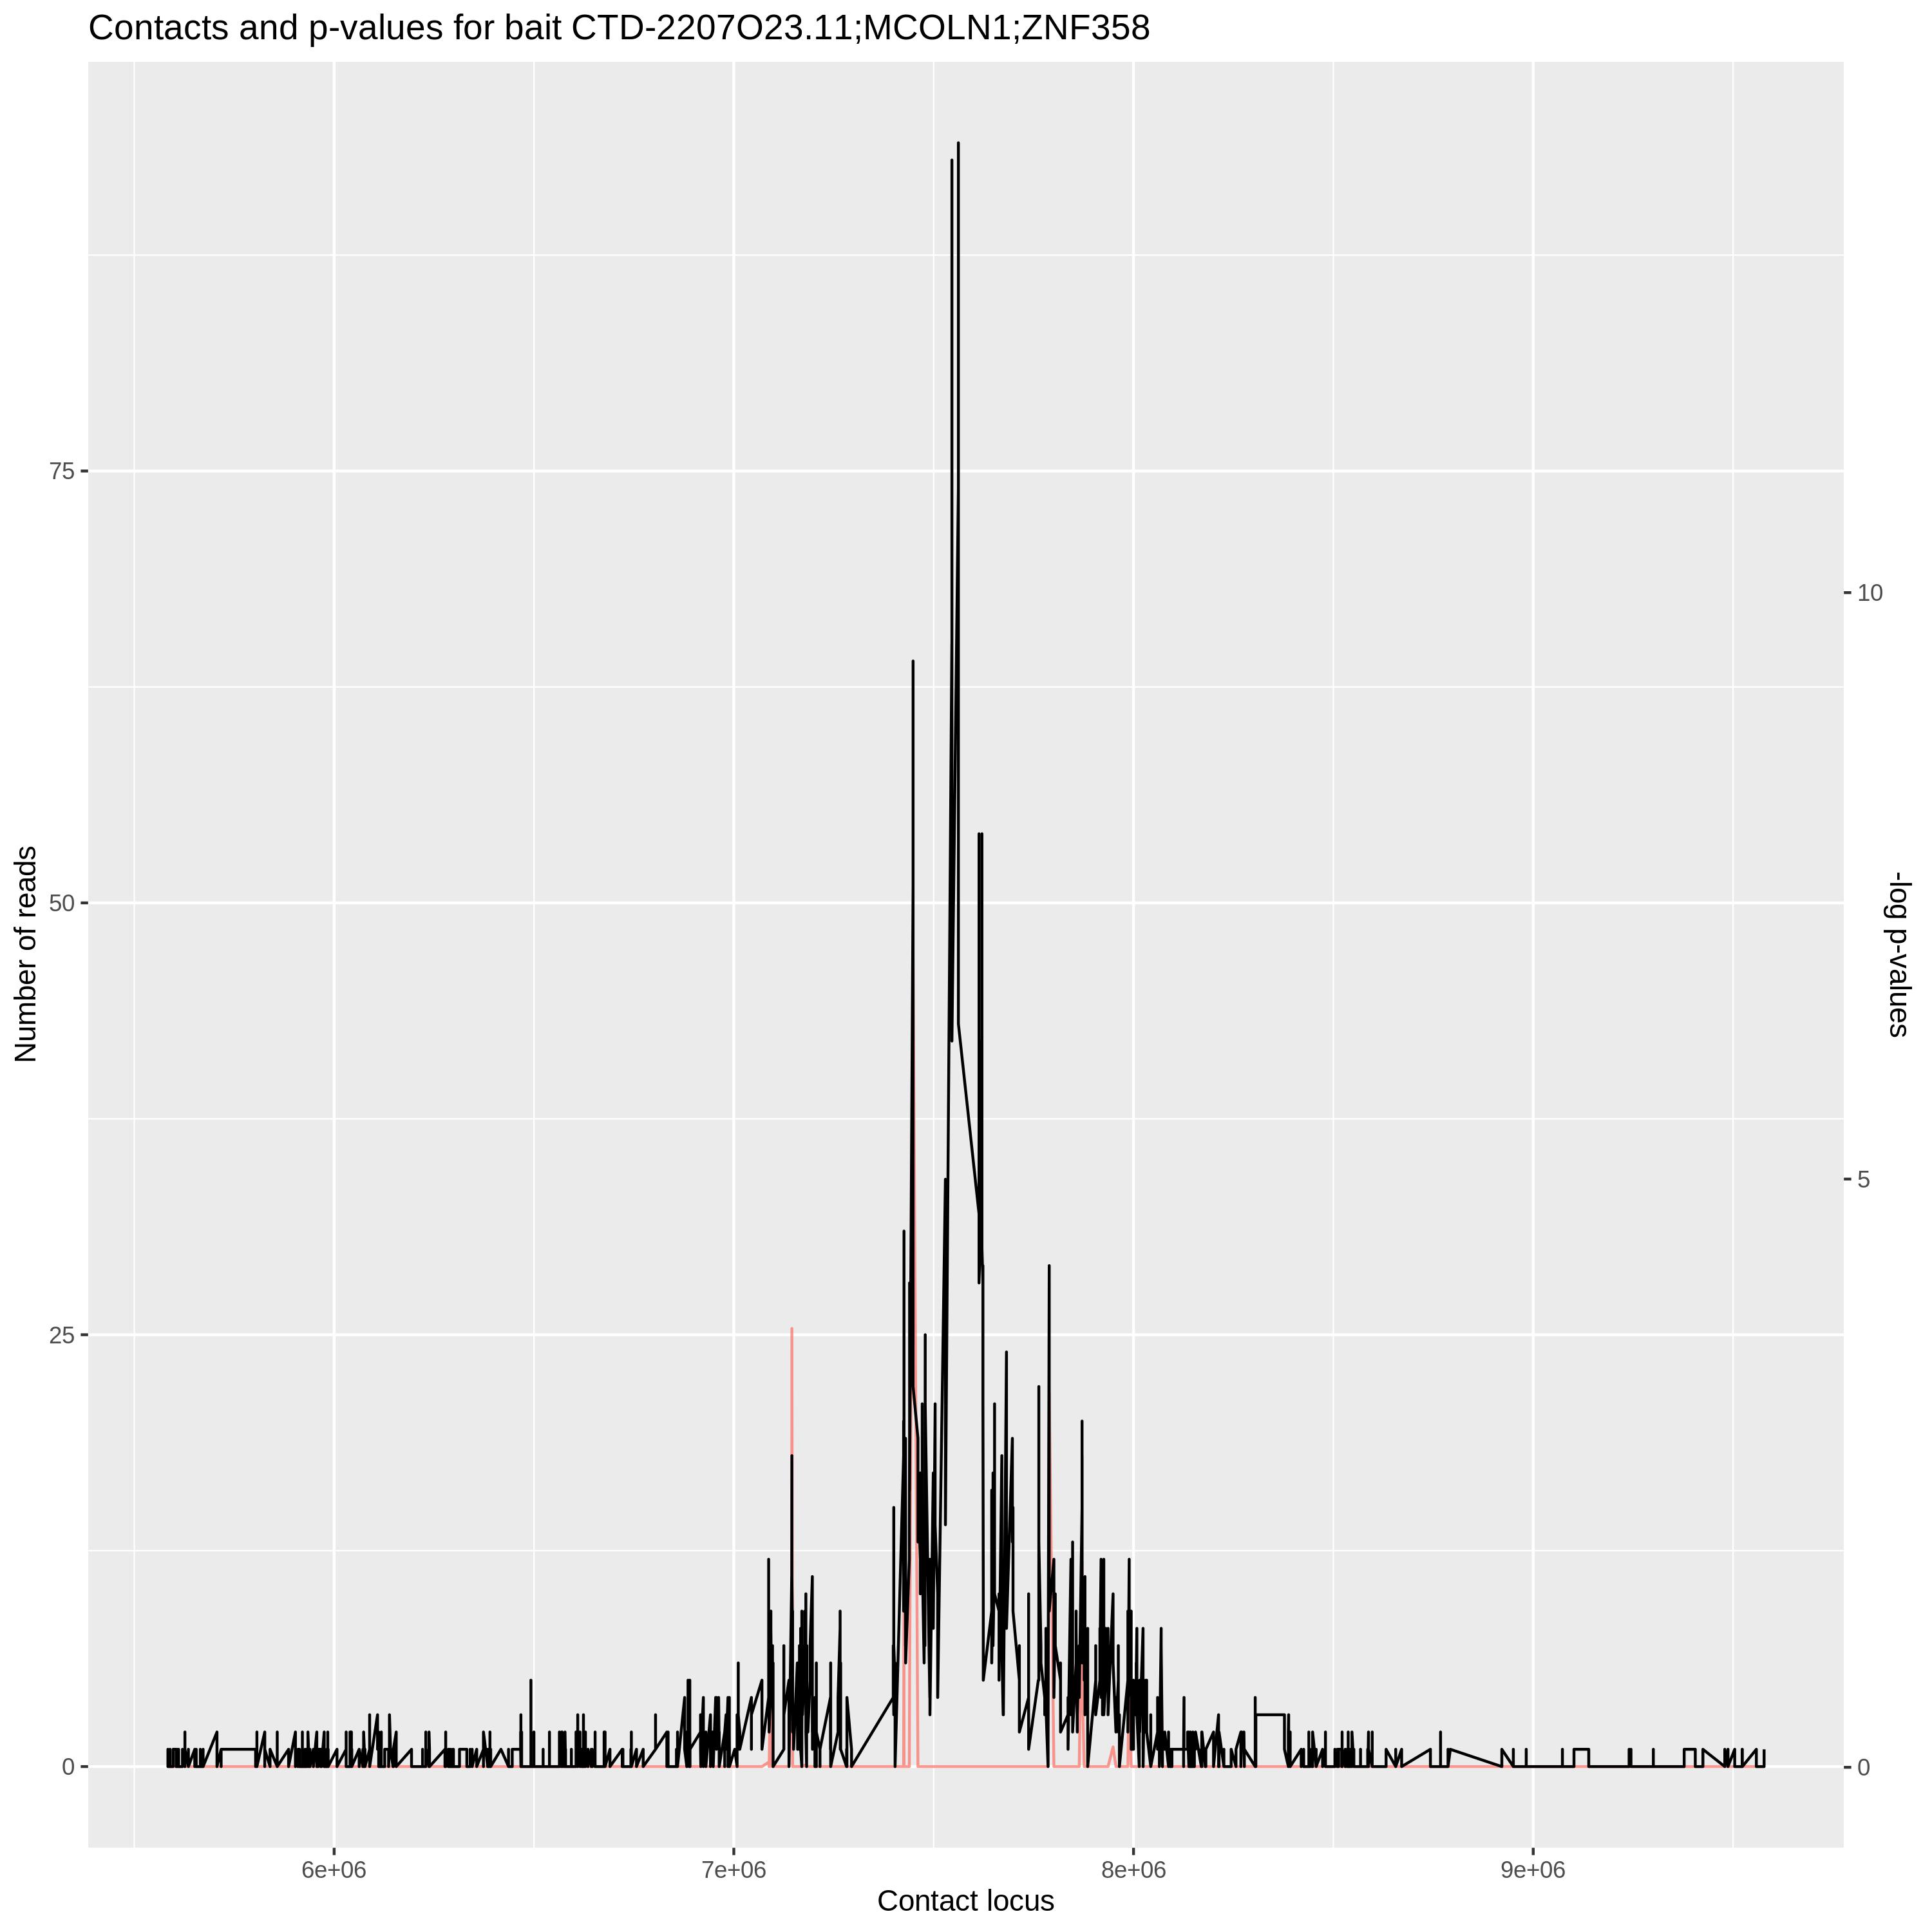 Contacts and p-values for bait CTD-2207O23.11;MCOLN1;ZNF358
75
50
25
0
10
5
0
Number of reads
-log p-values
6e+06
7e+06
8e+06
9e+06
Contact locus